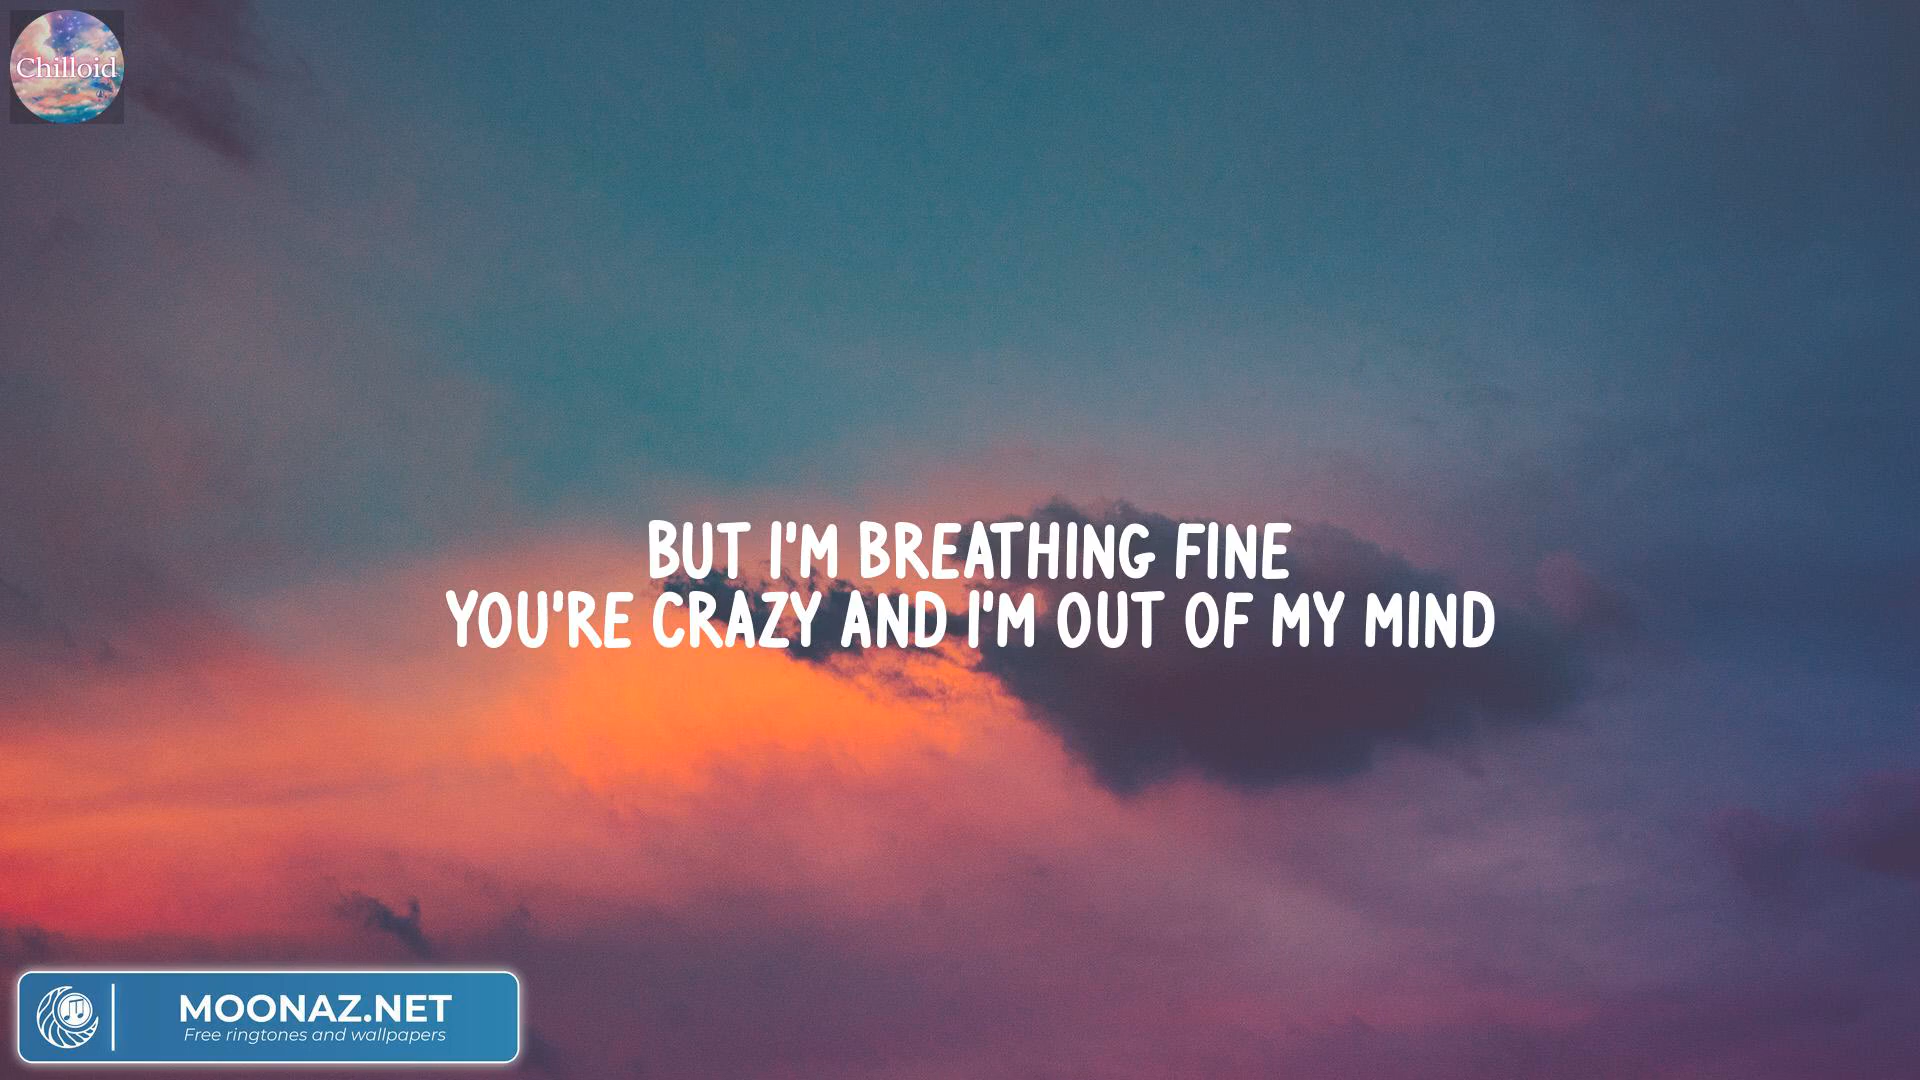 Chilloid
BUT I'M BREATHING FINE
YOU'RE CRAZY AND I'M OUT OF MY MIND
MOONAZ.NET
Free ringtones and wallpapers